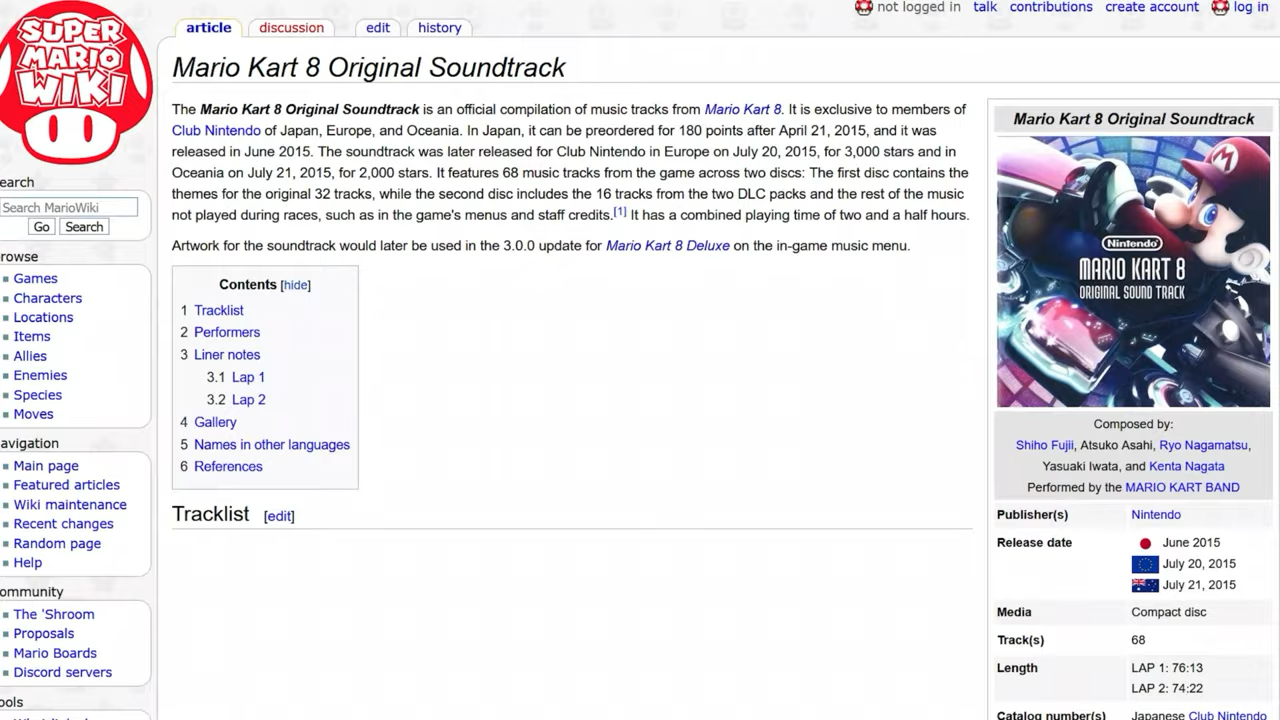 SUPER
MARIO
WiKi
article
discussion
edit
history
not logged in
talk
contributions
create account
log in
Mario Kart 8 Original Soundtrack
The Mario Kart 8 Original Soundtrack is an official compilation of music tracks from Mario Kart 8. It is exclusive to members of
Club Nintendo of Japan, Europe, and Oceania. In Japan, it can be preordered for 180 points after April 21, 2015, and it was
released in June 2015. The soundtrack was later released for Club Nintendo in Europe on July 20, 2015, for 3,000 stars and in
Oceania on July 21, 2015, for 2,000 stars. It features 68 music tracks from the game across two discs: The first disc contains the
themes for the original 32 tracks, while the second disc includes the 16 tracks from the two DLC packs and the rest of the music
not played during races, such as in the game's menus and staff credits.[1] It has a combined playing time of two and a half hours.
Artwork for the soundtrack would later be used in the 3.0.0 update for Mario Kart 8 Deluxe on the in-game music menu.
Contents [hide]
1 Tracklist
2 Performers
3 Liner notes
3.1 Lap 1
3.2 Lap 2
4 Gallery
5 Names in other languages
6 References
Tracklist [edit]
earch
Search MarioWiki
Go
Search
rowse
Games
Characters
Locations
Items
Allies
Enemies
Species
Moves
avigation
Main page
Featured articles
Wiki maintenance
Recent changes
Random page
Help
ommunity
The 'Shroom
Proposals
Mario Boards
Discord servers
ools
Mario Kart 8 Original Soundtrack
M
Nintendo
MARIO KART 8
ORIGINAL SOUND TRACK
Composed by:
Shiho Fujii, Atsuko Asahi, Ryo Nagamatsu,
Yasuaki Iwata, and Kenta Nagata
Performed by the MARIO KART BAND
Publisher(s) Nintendo
Release date June 2015
July 20, 2015
July 21, 2015
Media Compact disc
Track(s) 68
Length LAP 1: 76:13
LAP 2: 74:22
Catalog number(s) Japanese Club Nintendo